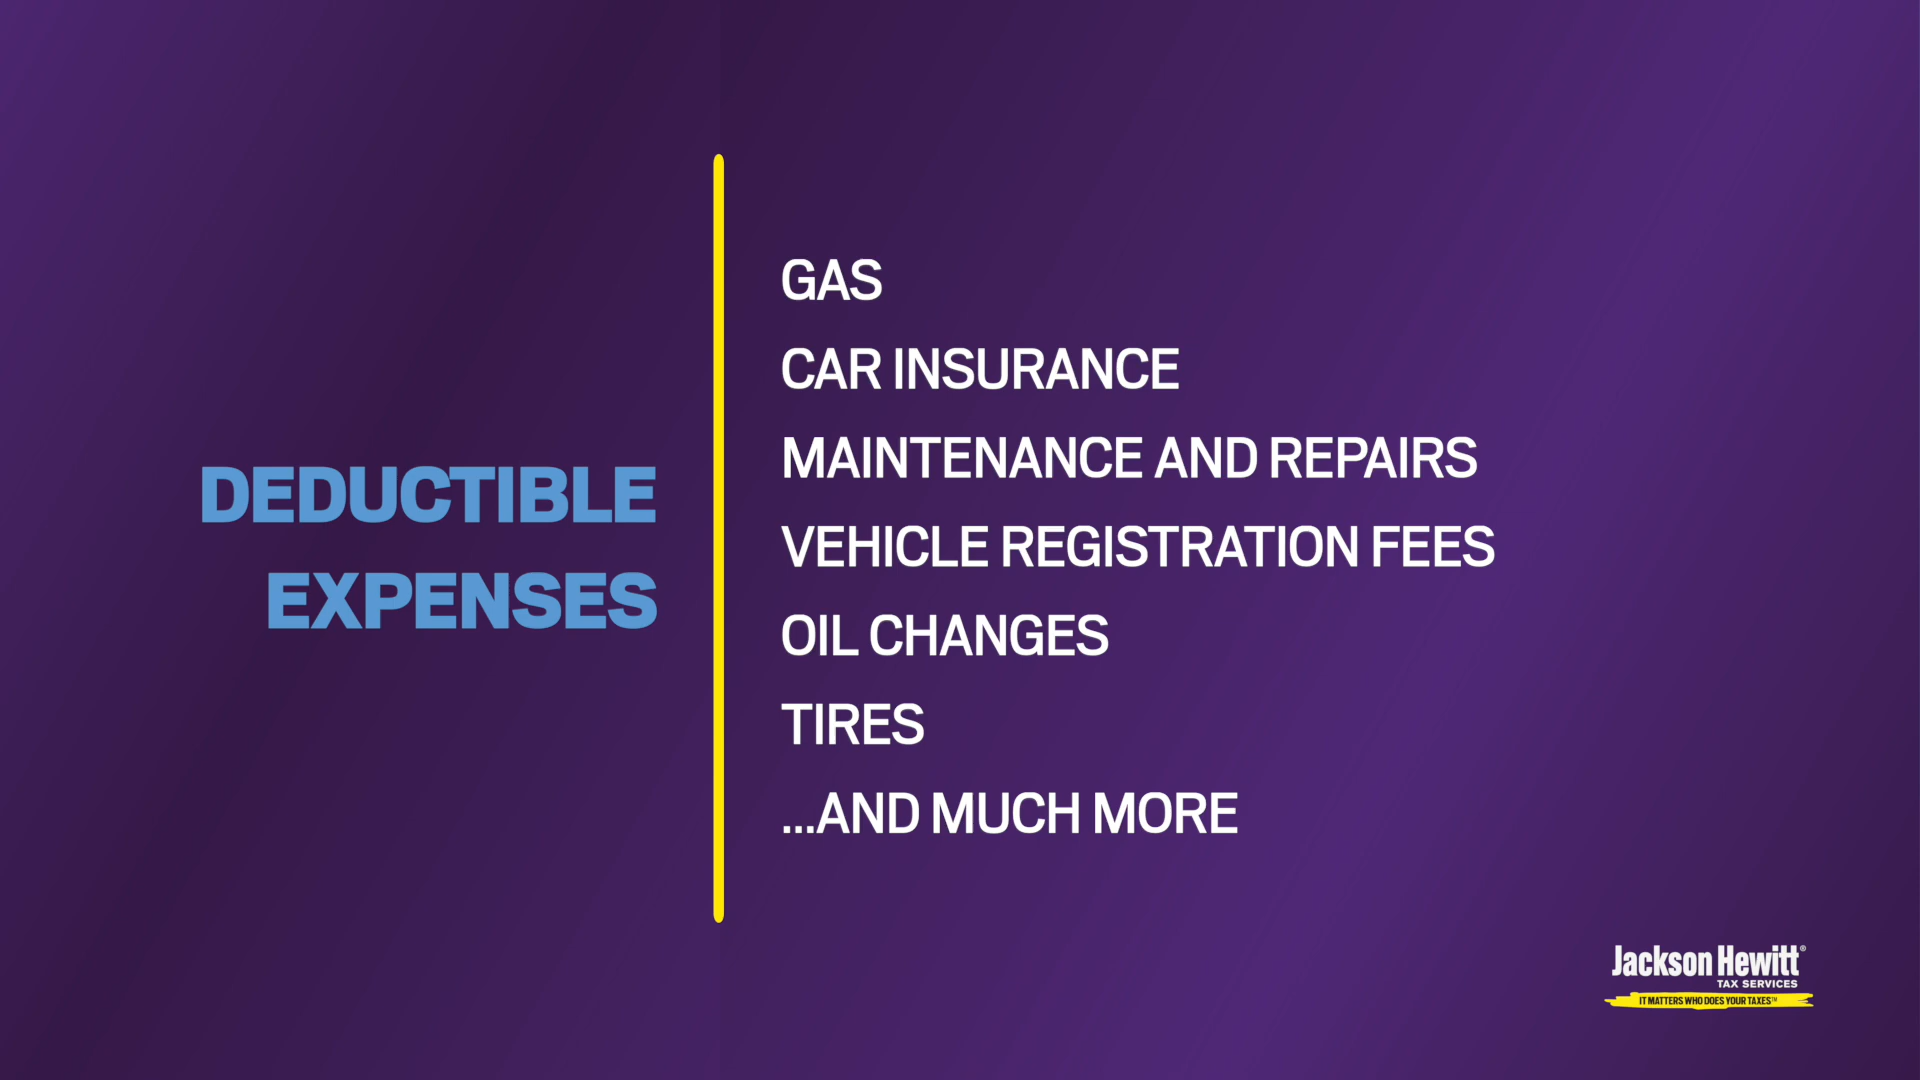 DEDUCTIBLE
EXPENSES
GAS
CAR INSURANCE
MAINTENANCE AND REPAIRS
VEHICLE REGISTRATION FEES
OIL CHANGES
TIRES
...AND MUCH MORE
Jackson Hewitt®
TAX SERVICES
IT MATTERS WHO DOES YOUR TAXES™